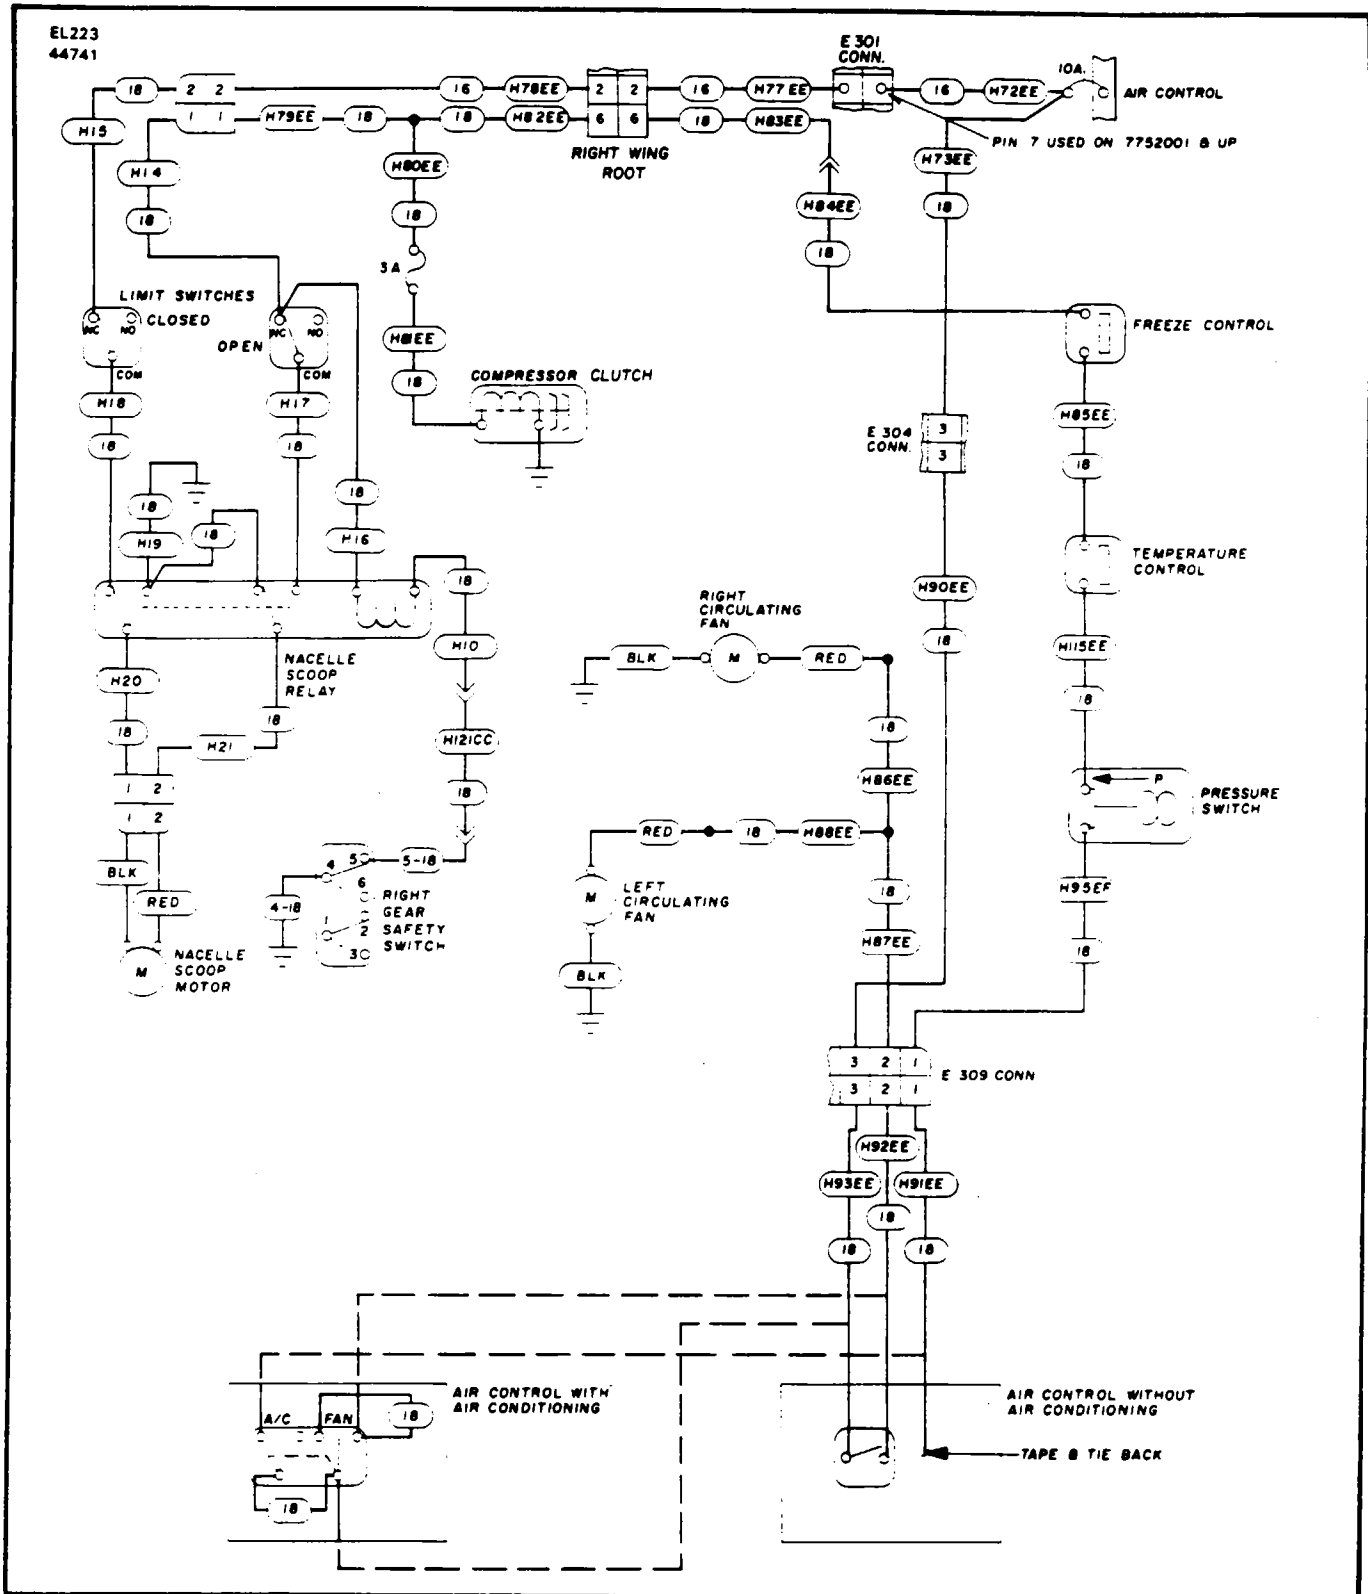 EL223
44741
E 301
CONN.
10A.
18
2 2
16
H78EE
2 2
16
H77EE
16
H72EE
AIR CONTROL
1 1
H79EE
18
18
H82EE
6 6
18
H83EE
H15
RIGHT WING
ROOT
PIN 7 USED ON 7752001 & UP
H14
H80EE
H73EE
18
18
H84EE
18
18
3A
LIMIT SWITCHES
CLOSED
NC NO
OPEN
NC NO
FREEZE CONTROL
COM
COM
H81EE
18
COMPRESSOR CLUTCH
H18
H17
18
18
E 304
CONN.
3
3
H85EE
18
18
18
H19
18
H16
TEMPERATURE
CONTROL
18
H90EE
RIGHT
CIRCULATING
FAN
H10
BLK
M
RED
18
H115EE
NACELLE
SCOOP
RELAY
H20
18
18
18
18
H21
H121CC
H86EE
P
PRESSURE
SWITCH
1 2
1 2
18
RED
18
H88EE
BLK
RED
4
5
5-18
6
RIGHT
GEAR
SAFETY
SWITCH
4-18
1
2
3
M
LEFT
CIRCULATING
FAN
18
H95EF
H87EE
18
M
NACELLE
SCOOP
MOTOR
BLK
3 2 1
3 2 1
E 309 CONN
H92EE
H93EE
H91EE
18
18
18
AIR CONTROL WITH
AIR CONDITIONING
A/C
FAN
18
18
AIR CONTROL WITHOUT
AIR CONDITIONING
TAPE & TIE BACK